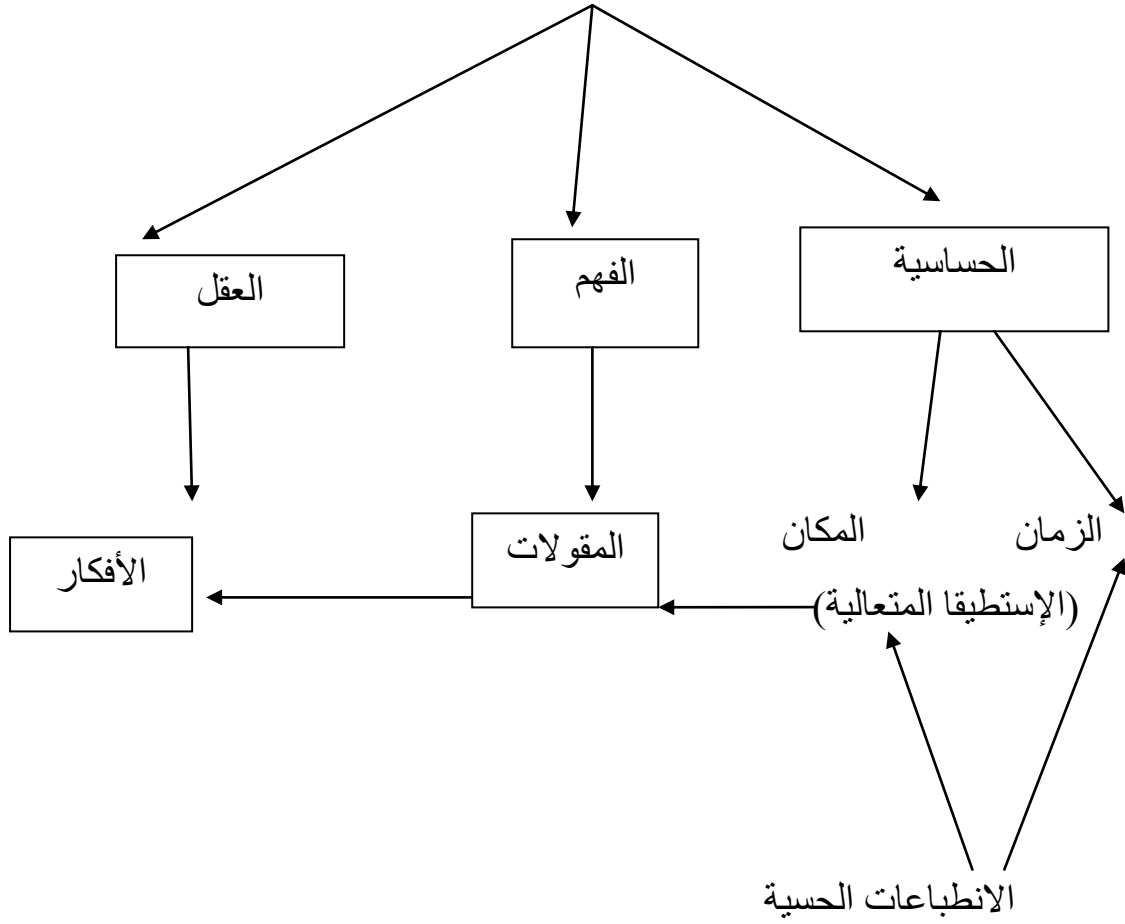 الحساسية
الفهم
العقل
الزمان
المكان
المقولات
الأفكار
(الإستطيقا المتعالية)
الانطباعات الحسية